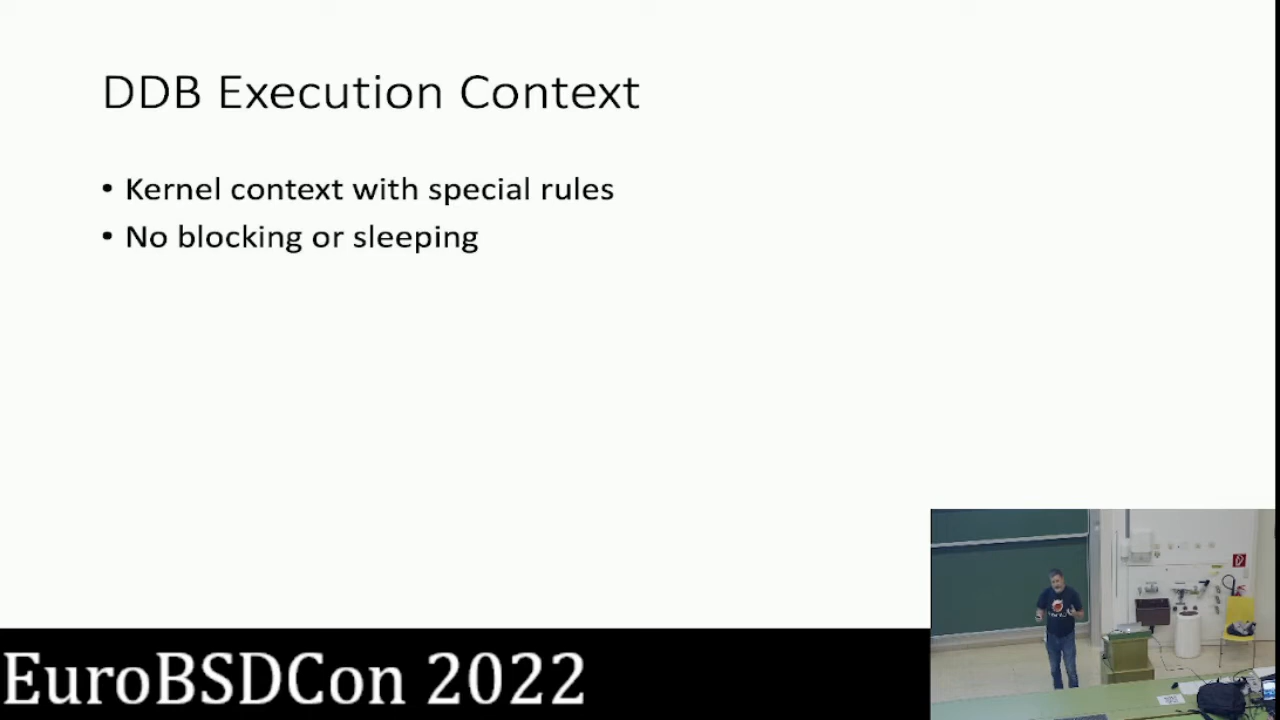 DDB Execution Context
• Kernel context with special rules
• No blocking or sleeping
EuroBSDCon 2022